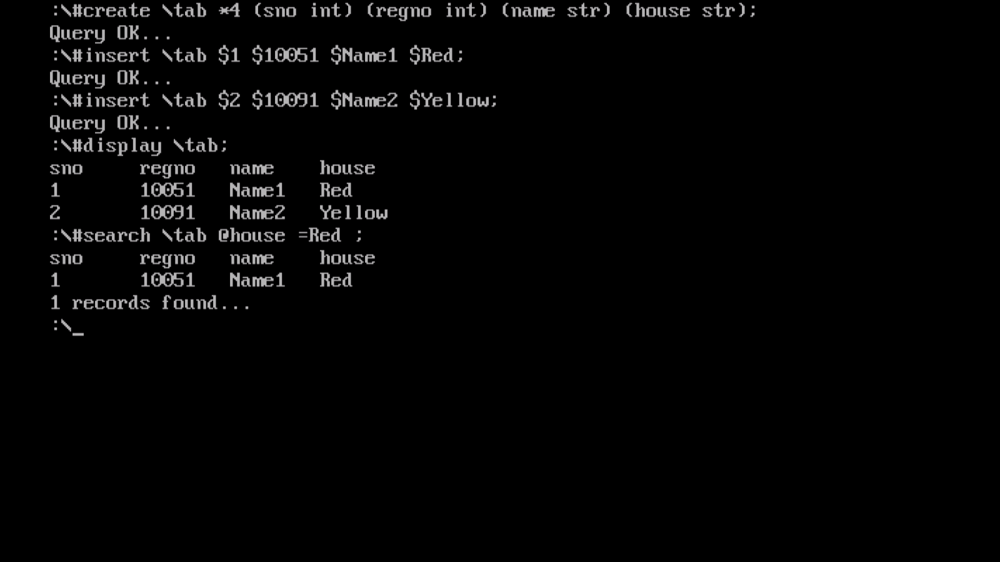 :\#create \tab *4 (sno int) (regno int) (name str) (house str);
Query OK...
:\#insert \tab $1 $10051 $Name1 $Red;
Query OK...
:\#insert \tab $2 $10091 $Name2 $Yellow;
Query OK...
:\#display \tab;
sno regno name house
1 10051 Name1 Red
2 10091 Name2 Yellow
:\#search \tab @house =Red ;
sno regno name house
1 10051 Name1 Red
1 records found...
:\_